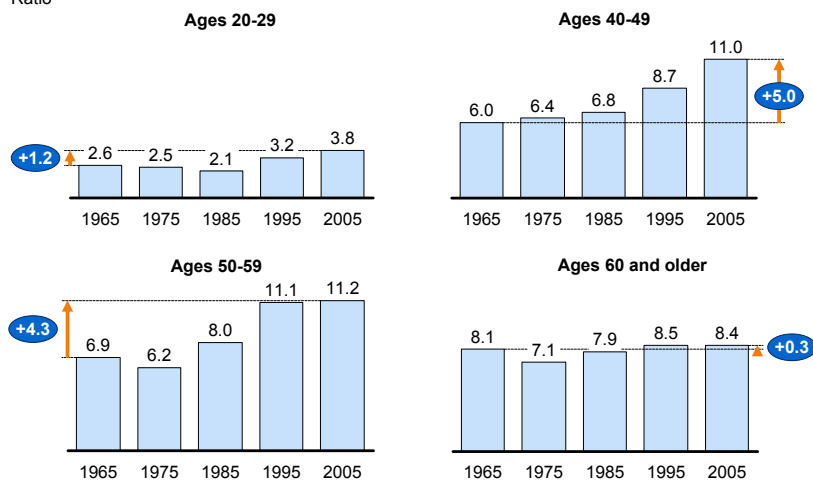 Ratio
Ages 20-29
+1.2
2.6 2.5 2.1 3.2 3.8
1965 1975 1985 1995 2005
Ages 40-49
6.0 6.4 6.8 8.7 11.0
+5.0
1965 1975 1985 1995 2005
Ages 50-59
+4.3
6.9 6.2 8.0 11.1 11.2
1965 1975 1985 1995 2005
Ages 60 and older
8.1 7.1 7.9 8.5 8.4
+0.3
1965 1975 1985 1995 2005